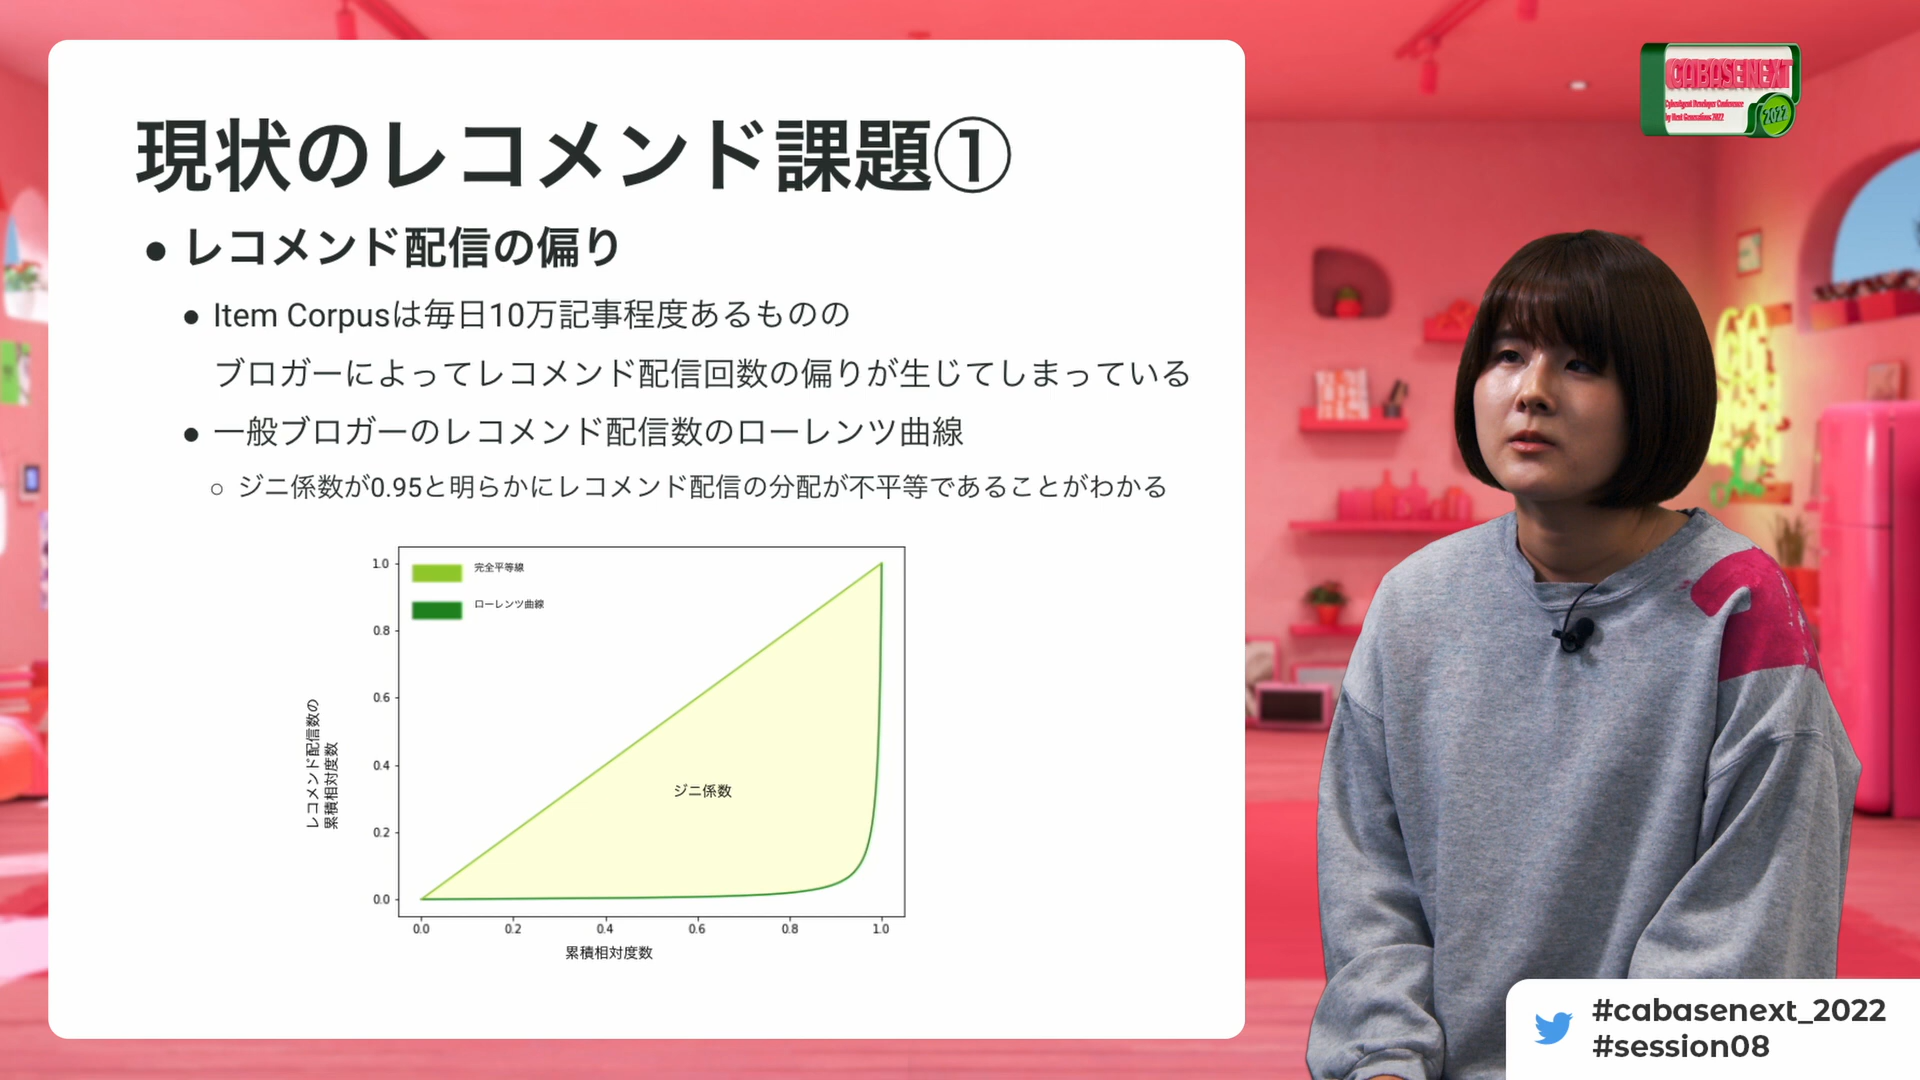 現状のレコメンド課題①
● レコメンド配信の偏り
● Item Corpusは毎日10万記事程度あるものの
ブロガーによってレコメンド配信回数の偏りが生じてしまっている
● 一般ブロガーのレコメンド配信数のローレンツ曲線
○ ジニ係数が0.95と明らかにレコメンド配信の分配が不平等であることがわかる
完全平等線
ローレンツ曲線
1.0
0.8
0.6
0.4
0.2
0.0
レコメンド配信数の
累積相対度数
ジニ係数
0.0 0.2 0.4 0.6 0.8 1.0
累積相対度数
CABASE NEXT
CyberAgent Developer Conference
by Next Generations 2022
2022
#cabasenext_2022
#session08